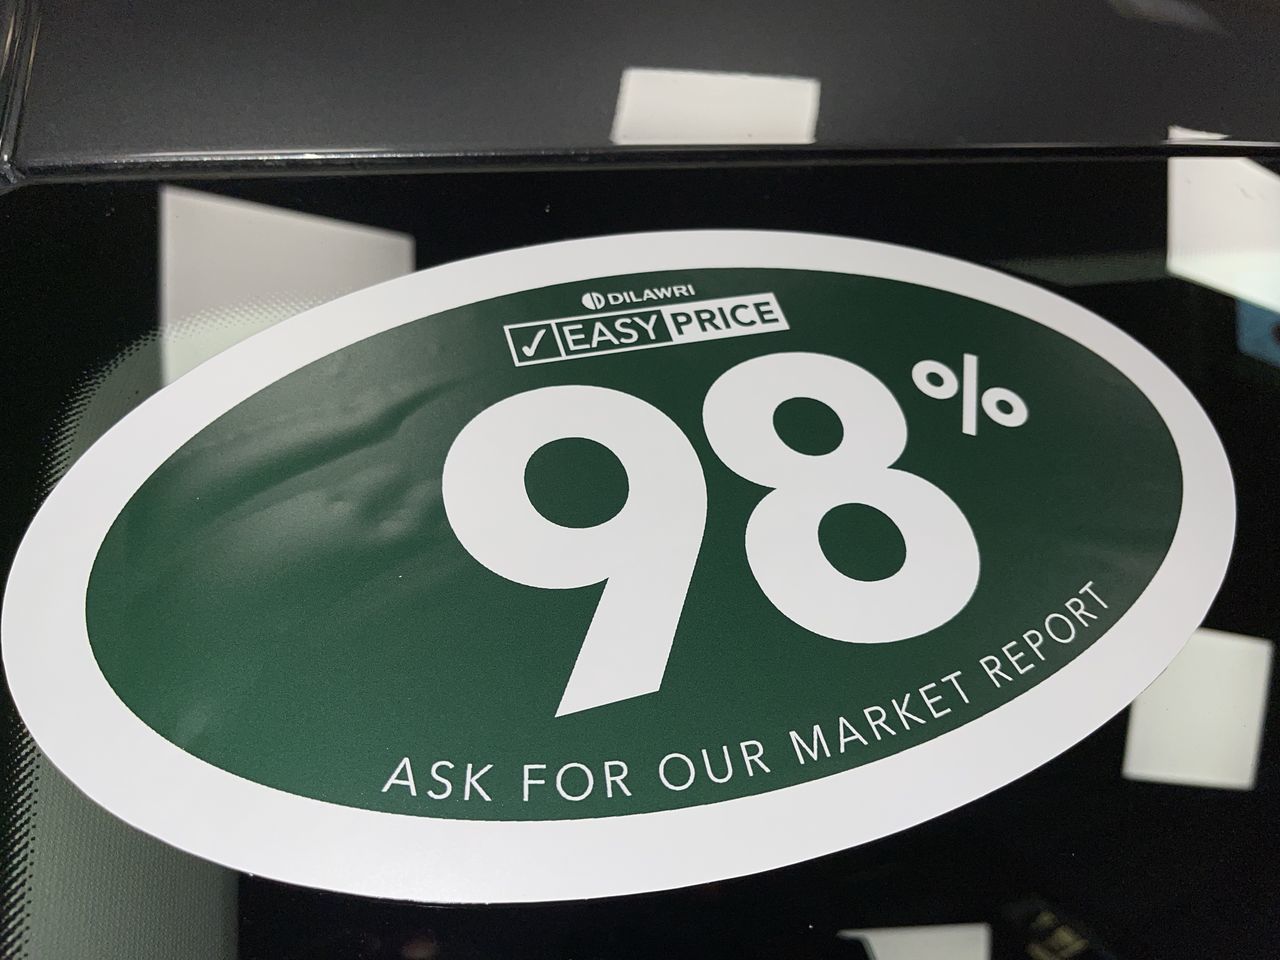 DILAWRI
✓ EASY PRICE
98%
ASK FOR OUR MARKET REPORT